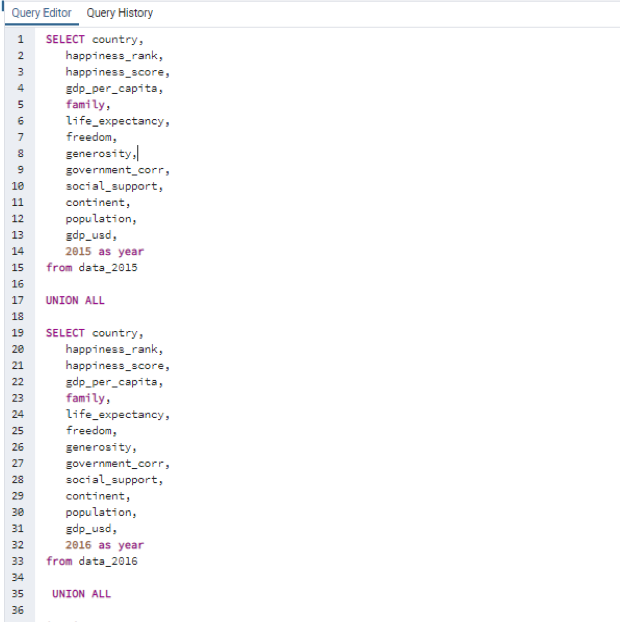 Query Editor Query History
1 SELECT country,
2 happiness_rank,
3 happiness_score,
4 gdp_per_capita,
5 family,
6 life_expectancy,
7 freedom,
8 generosity,
9 government_corr,
10 social_support,
11 continent,
12 population,
13 gdp_usd,
14 2015 as year
15 from data_2015
16
17 UNION ALL
18
19 SELECT country,
20 happiness_rank,
21 happiness_score,
22 gdp_per_capita,
23 family,
24 life_expectancy,
25 freedom,
26 generosity,
27 government_corr,
28 social_support,
29 continent,
30 population,
31 gdp_usd,
32 2016 as year
33 from data_2016
34
35 UNION ALL
36